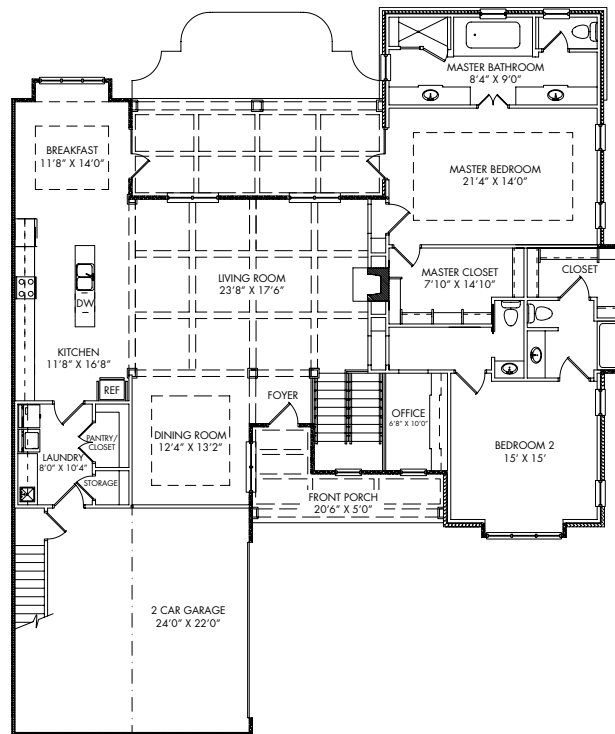 MASTER BATHROOM
8'4" X 9'0"
BREAKFAST
11'8" X 14'0"
MASTER BEDROOM
21'4" X 14'0"
LIVING ROOM
23'8" X 17'6"
MASTER CLOSET
7'10" X 14'10"
CLOSET
DW
KITCHEN
11'8" X 16'8"
REF
FOYER
OFFICE
6'8" X 10'0"
DINING ROOM
12'4" X 13'2"
PANTRY/
CLOSET
LAUNDRY
8'0" X 10'4"
STORAGE
BEDROOM 2
15' X 15'
FRONT PORCH
20'6" X 5'0"
2 CAR GARAGE
24'0" X 22'0"